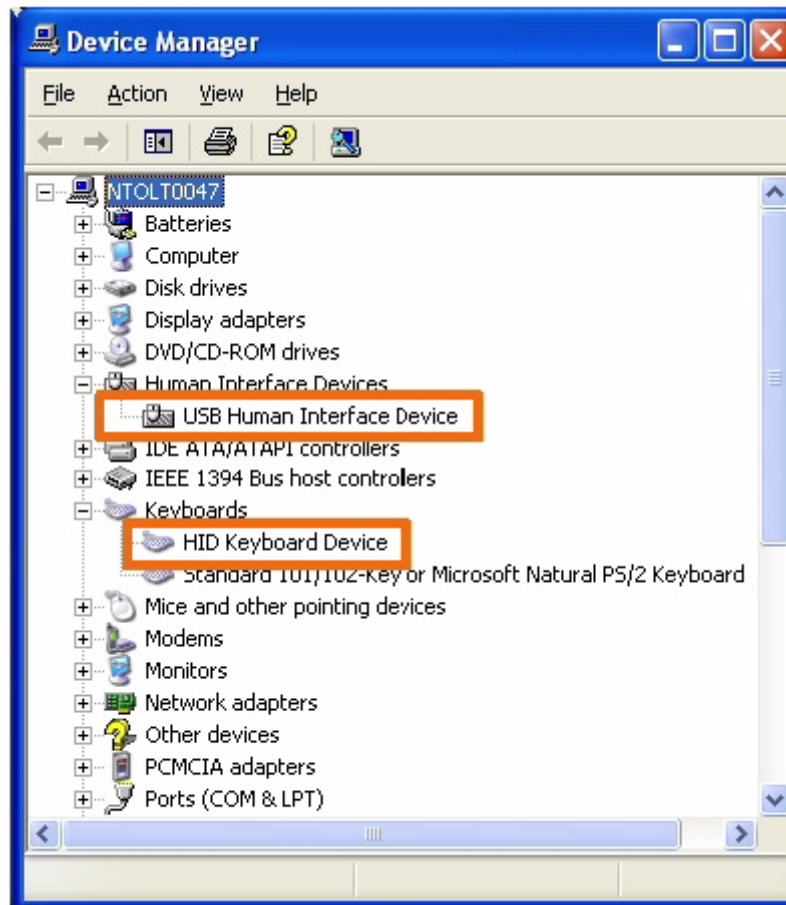 Device Manager
File Action View Help
NTOLT0047
Batteries
Computer
Disk drives
Display adapters
DVD/CD-ROM drives
Human Interface Devices
USB Human Interface Device
IDE ATA/ATAPI controllers
IEEE 1394 Bus host controllers
Keyboards
HID Keyboard Device
Standard 101/102-Key or Microsoft Natural PS/2 Keyboard
Mice and other pointing devices
Modems
Monitors
Network adapters
Other devices
PCMCIA adapters
Ports (COM & LPT)